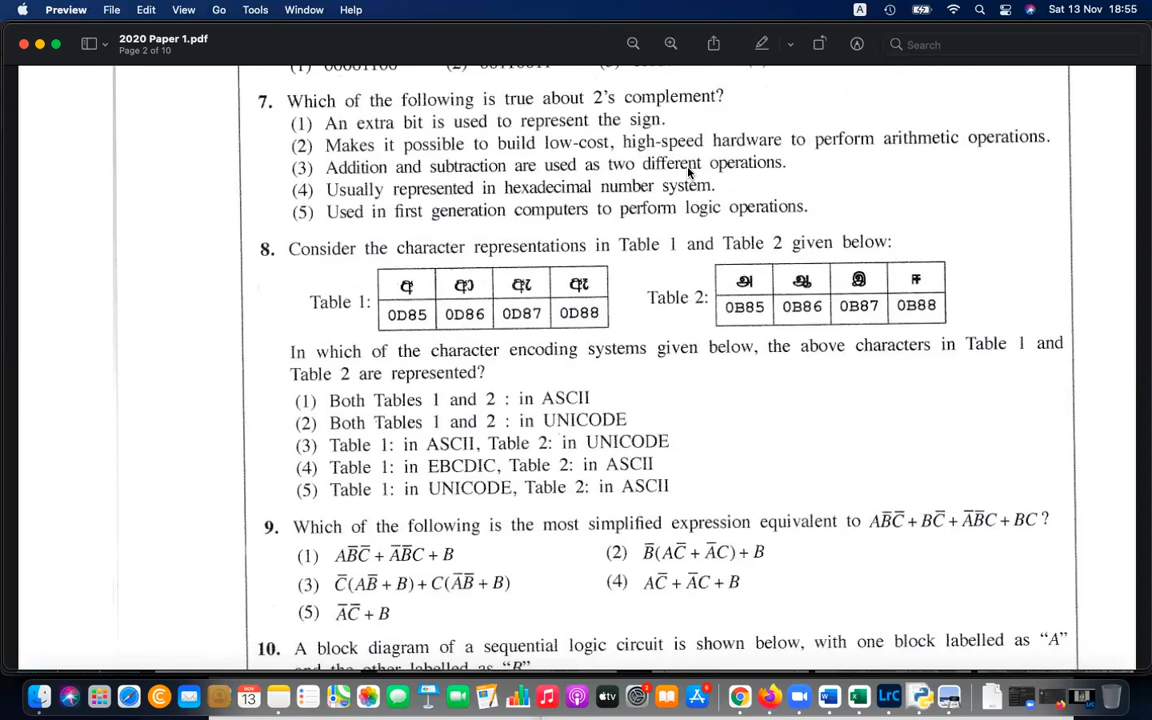 Preview File Edit View Go Tools Window Help A Sat 13 Nov 18:55
2020 Paper 1.pdf
Page 2 of 10
Search
7. Which of the following is true about 2's complement?
(1) An extra bit is used to represent the sign.
(2) Makes it possible to build low-cost, high-speed hardware to perform arithmetic operations.
(3) Addition and subtraction are used as two different operations.
(4) Usually represented in hexadecimal number system.
(5) Used in first generation computers to perform logic operations.
8. Consider the character representations in Table 1 and Table 2 given below:
අ ආ ඇ ඈ அ ஆ இ ஈ
Table 1: Table 2:
0D85 0D86 0D87 0D88 0B85 0B86 0B87 0B88
In which of the character encoding systems given below, the above characters in Table 1 and
Table 2 are represented?
(1) Both Tables 1 and 2 : in ASCII
(2) Both Tables 1 and 2 : in UNICODE
(3) Table 1: in ASCII, Table 2: in UNICODE
(4) Table 1: in EBCDIC, Table 2: in ASCII
(5) Table 1: in UNICODE, Table 2: in ASCII
9. Which of the following is the most simplified expression equivalent to AB̅C̅ + BC̅ + A̅B̅C + BC ?
(1) AB̅C̅ + A̅B̅C + B (2) B̅(AC̅ + A̅C) + B
(3) C̅(AB̅ + B) + C(A̅B̅ + B) (4) AC̅ + A̅C + B
(5) A̅C̅ + B
10. A block diagram of a sequential logic circuit is shown below, with one block labelled as "A"
and the other labelled as "B"
NOV
13
tv
LrC